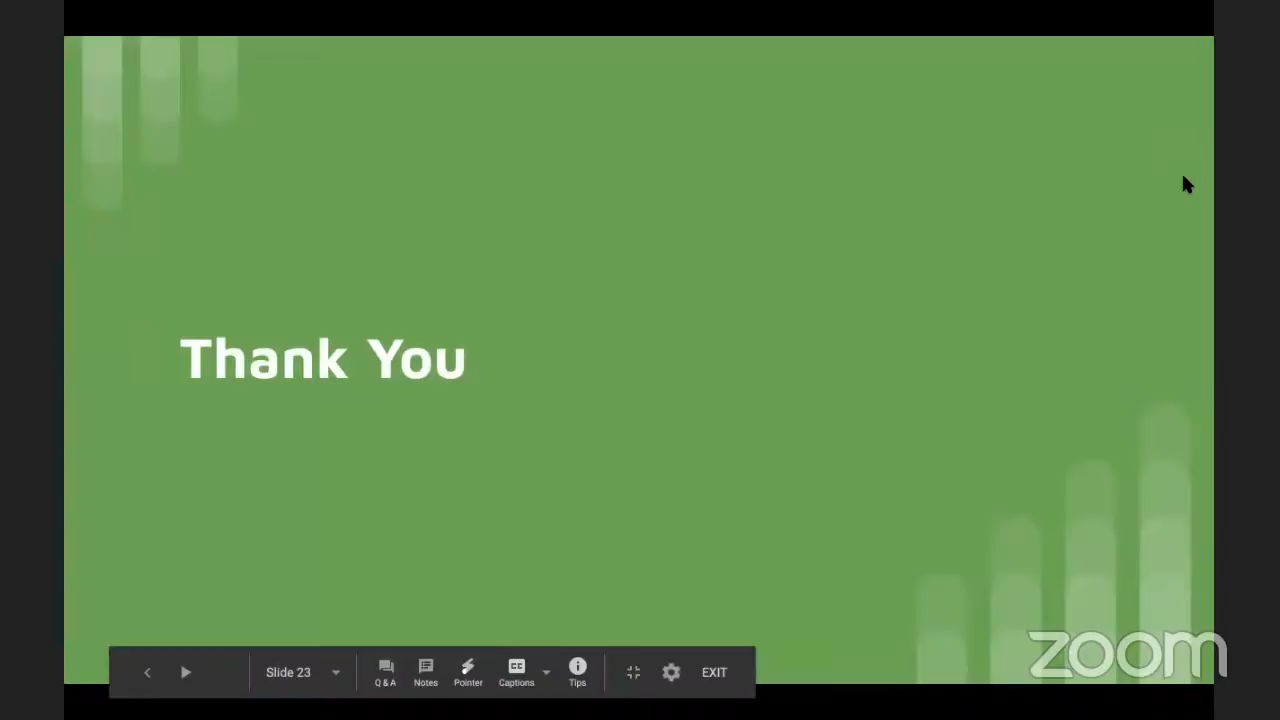 Thank You
Slide 23
Q & A
Notes
Pointer
Captions
Tips
EXIT
zoom